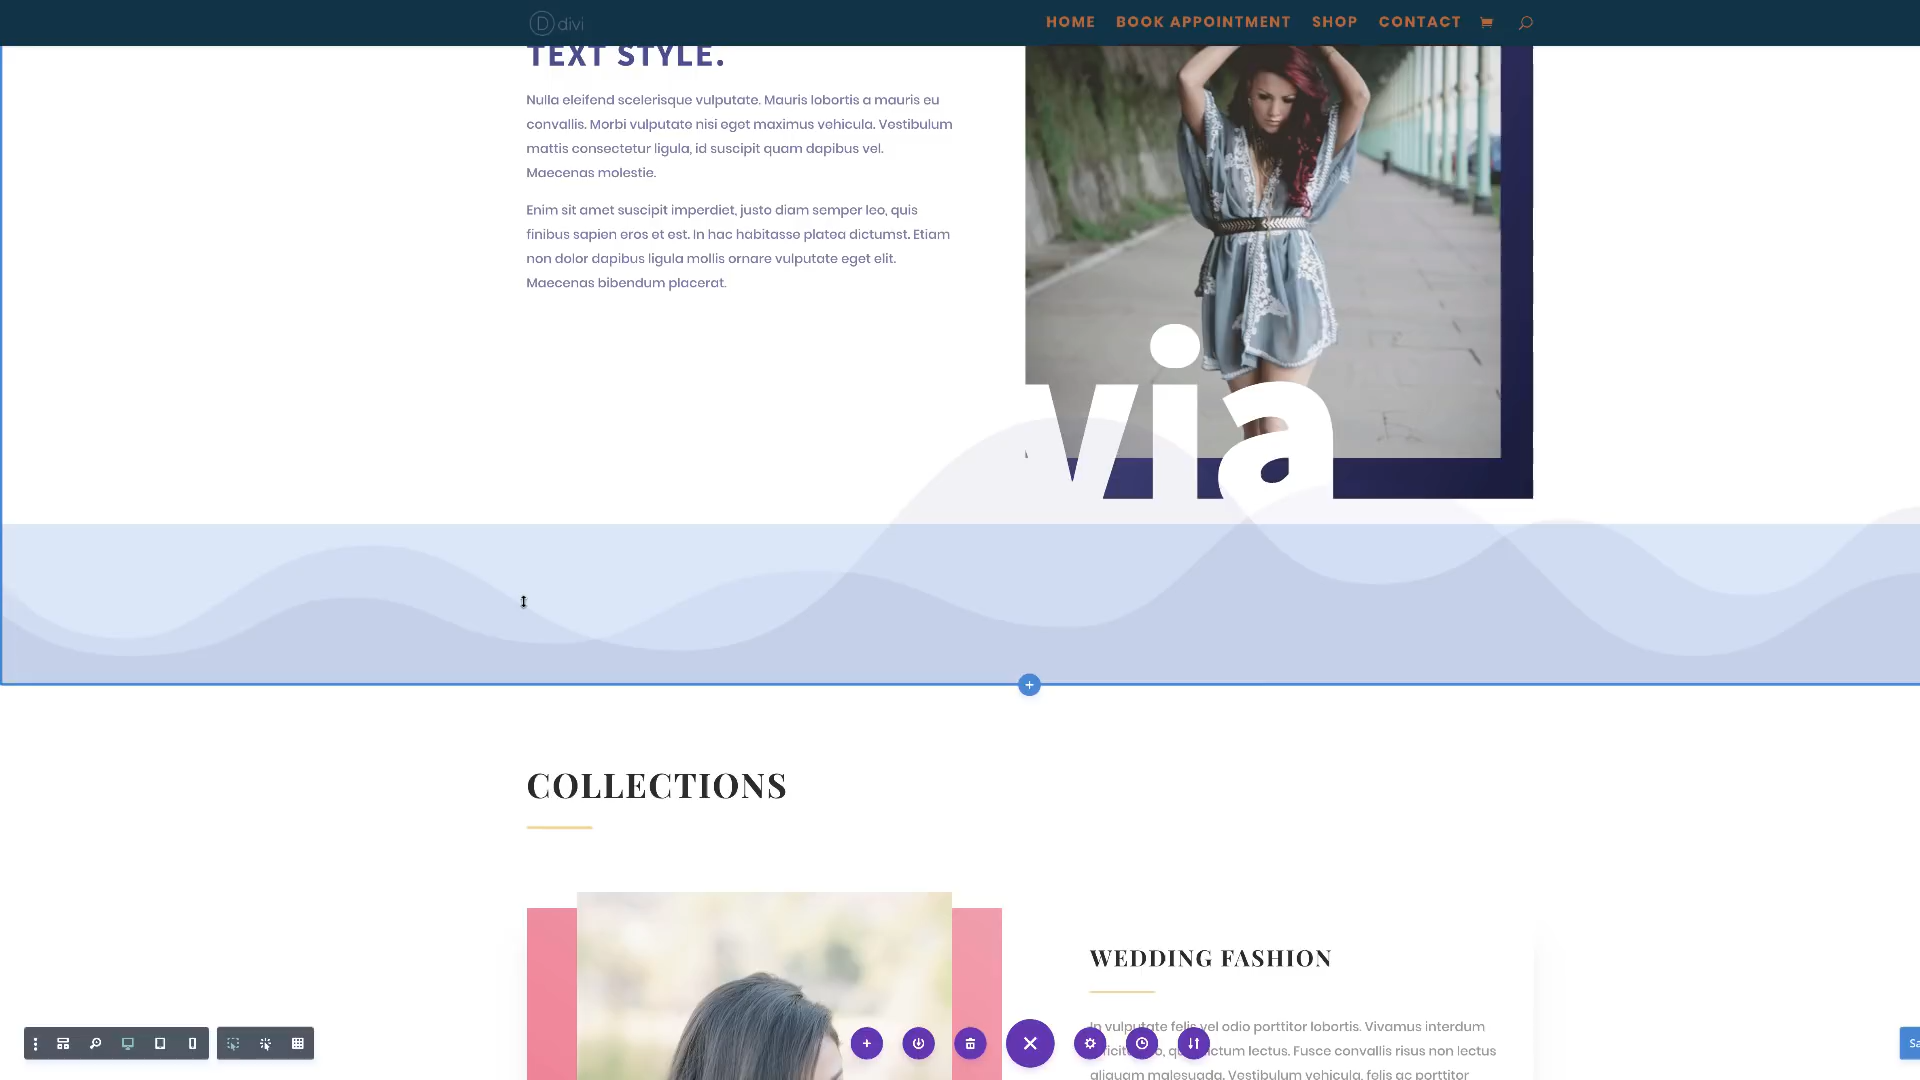 divi
HOME BOOK APPOINTMENT SHOP CONTACT
TEXT STYLE.
Nulla eleifend scelerisque vulputate. Mauris lobortis a mauris eu
convallis. Morbi vulputate nisi eget maximus vehicula. Vestibulum
mattis consectetur ligula, id suscipit quam dapibus vel.
Maecenas molestie.
Enim sit amet suscipit imperdiet, justo diam semper leo, quis
finibus sapien eros et est. In hac habitasse platea dictumst. Etiam
non dolor dapibus ligula mollis ornare vulputate eget elit.
Maecenas bibendum placerat.
via
COLLECTIONS
WEDDING FASHION
In vulputate felis vel odio porttitor lobortis. Vivamus interdum
lectus. Fusce convallis risus non lectus
aliquam malesuada. Vestibulum vehicula, felis ac porttitor